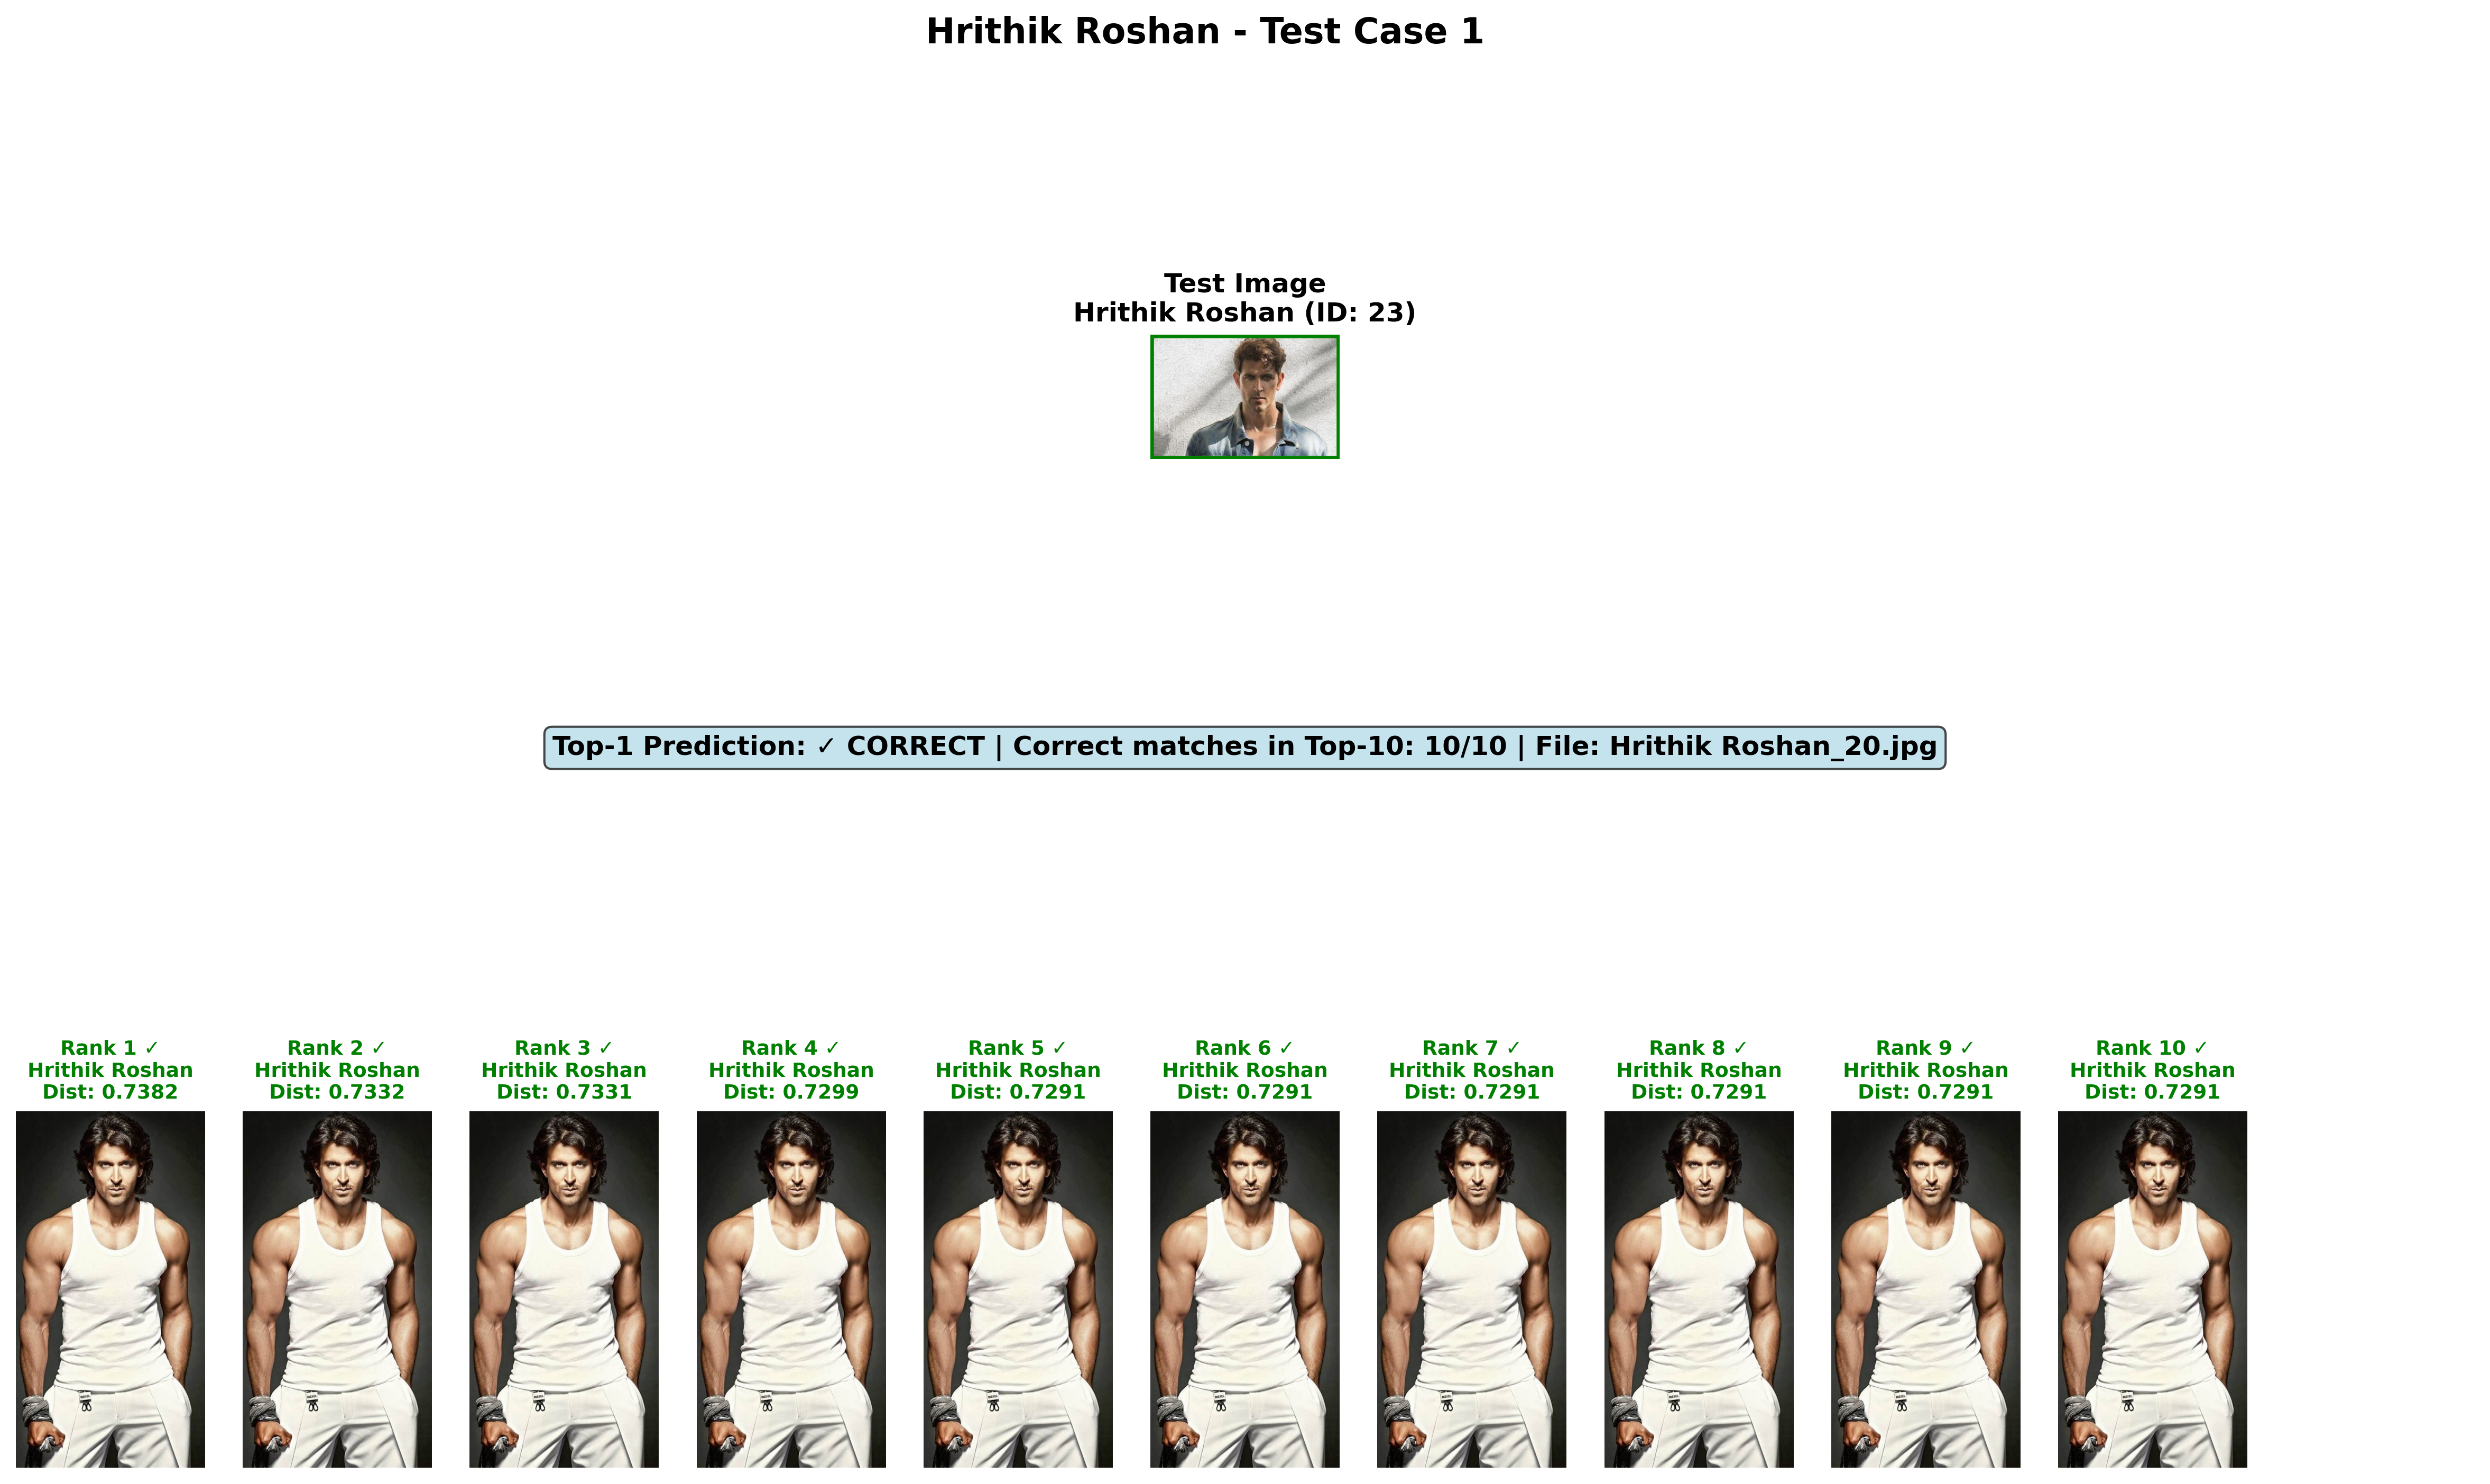 Hrithik Roshan - Test Case 1
Test Image
Hrithik Roshan (ID: 23)
Top-1 Prediction: ✓ CORRECT | Correct matches in Top-10: 10/10 | File: Hrithik Roshan_20.jpg
Rank 1 ✓
Hrithik Roshan
Dist: 0.7382
Rank 2 ✓
Hrithik Roshan
Dist: 0.7332
Rank 3 ✓
Hrithik Roshan
Dist: 0.7331
Rank 4 ✓
Hrithik Roshan
Dist: 0.7299
Rank 5 ✓
Hrithik Roshan
Dist: 0.7291
Rank 6 ✓
Hrithik Roshan
Dist: 0.7291
Rank 7 ✓
Hrithik Roshan
Dist: 0.7291
Rank 8 ✓
Hrithik Roshan
Dist: 0.7291
Rank 9 ✓
Hrithik Roshan
Dist: 0.7291
Rank 10 ✓
Hrithik Roshan
Dist: 0.7291